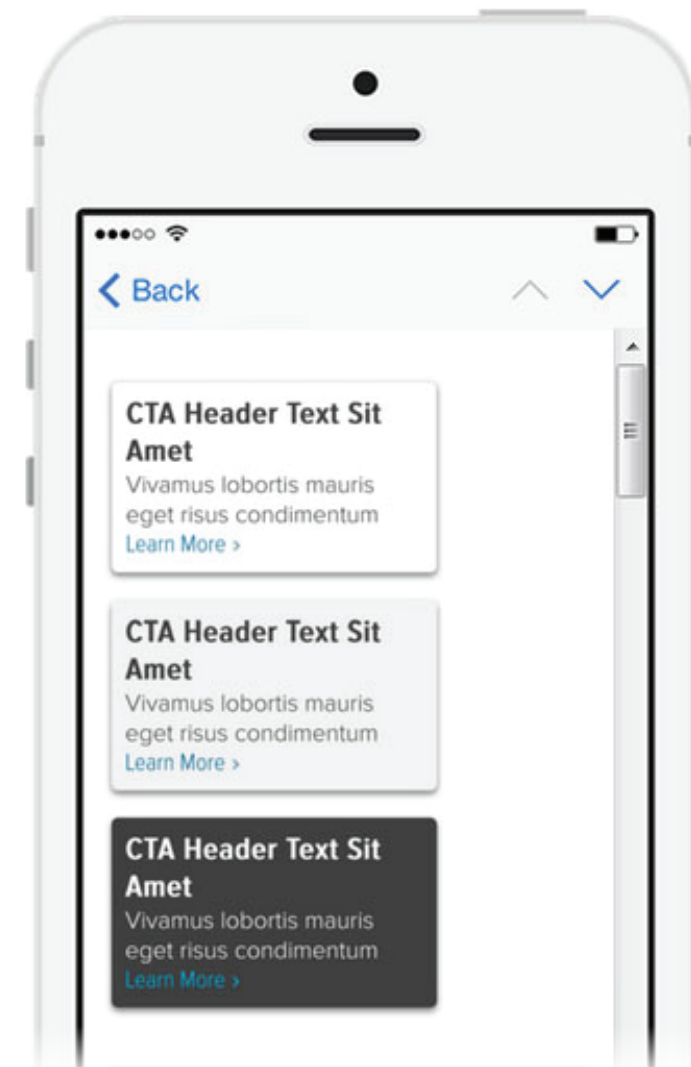 Back
CTA Header Text Sit
Amet
Vivamus lobortis mauris
eget risus condimentum
Learn More ›
CTA Header Text Sit
Amet
Vivamus lobortis mauris
eget risus condimentum
Learn More ›
CTA Header Text Sit
Amet
Vivamus lobortis mauris
eget risus condimentum
Learn More ›